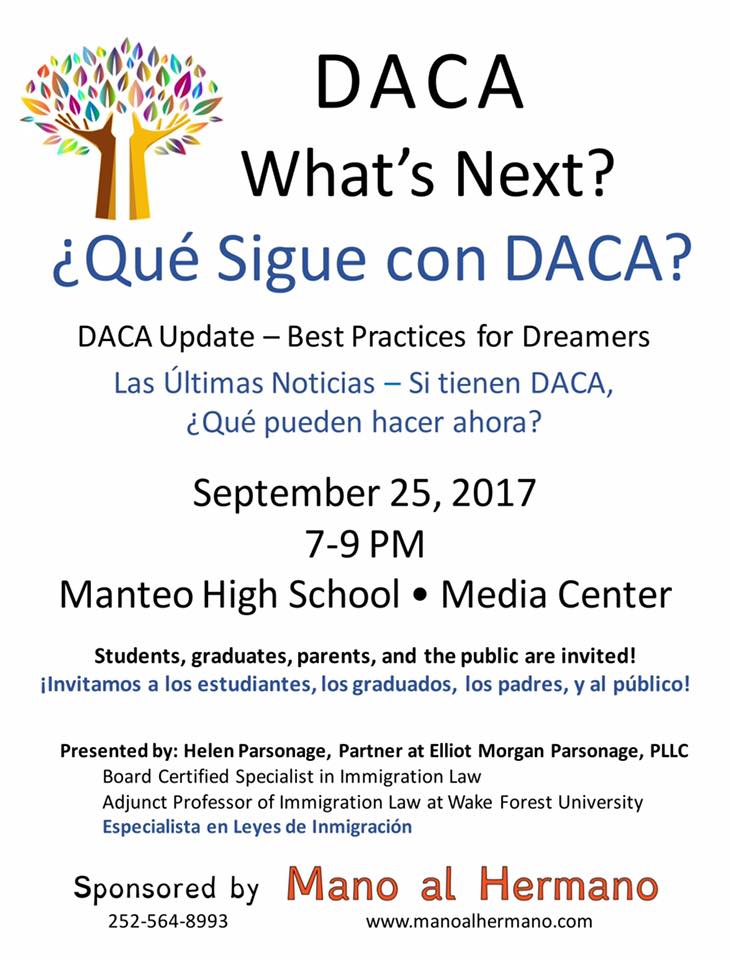 DACA
What’s Next?
¿Qué Sigue con DACA?
DACA Update – Best Practices for Dreamers
Las Últimas Noticias – Si tienen DACA,
¿Qué pueden hacer ahora?
September 25, 2017
7-9 PM
Manteo High School • Media Center
Students, graduates, parents, and the public are invited!
¡Invitamos a los estudiantes, los graduados, los padres, y al público!
Presented by: Helen Parsonage, Partner at Elliot Morgan Parsonage, PLLC
Board Certified Specialist in Immigration Law
Adjunct Professor of Immigration Law at Wake Forest University
Especialista en Leyes de Inmigración
Sponsored by Mano al Hermano
252-564-8993 www.manoalhermano.com